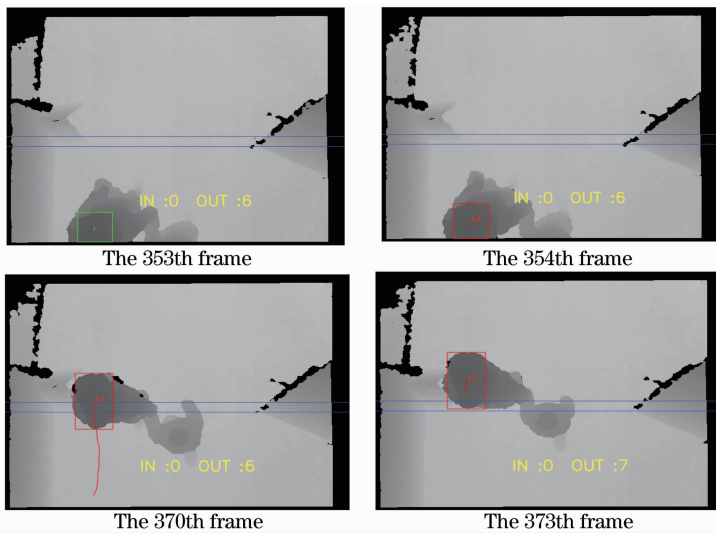 IN :0 OUT :6
The 353th frame
IN :0 OUT :6
The 354th frame
IN :0 OUT :6
The 370th frame
IN :0 OUT :7
The 373th frame